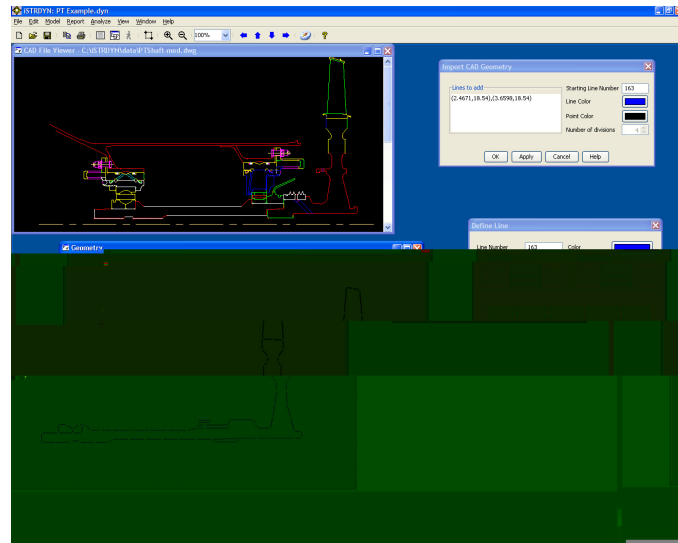 ISTRDYN: PT Example.dyn
File Edit Model Report Analyze View Window Help
100%
CAD File Viewer - C:\ISTRDYN\data\PTShaft-mod.dwg
Import CAD Geometry
Lines to add
(2.4671,18.54),(3.6598,18.54)
Starting Line Number 163
Line Color
Point Color
Number of divisions 4
OK Apply Cancel Help
Define Line
Geometry
Line Number 163 Color